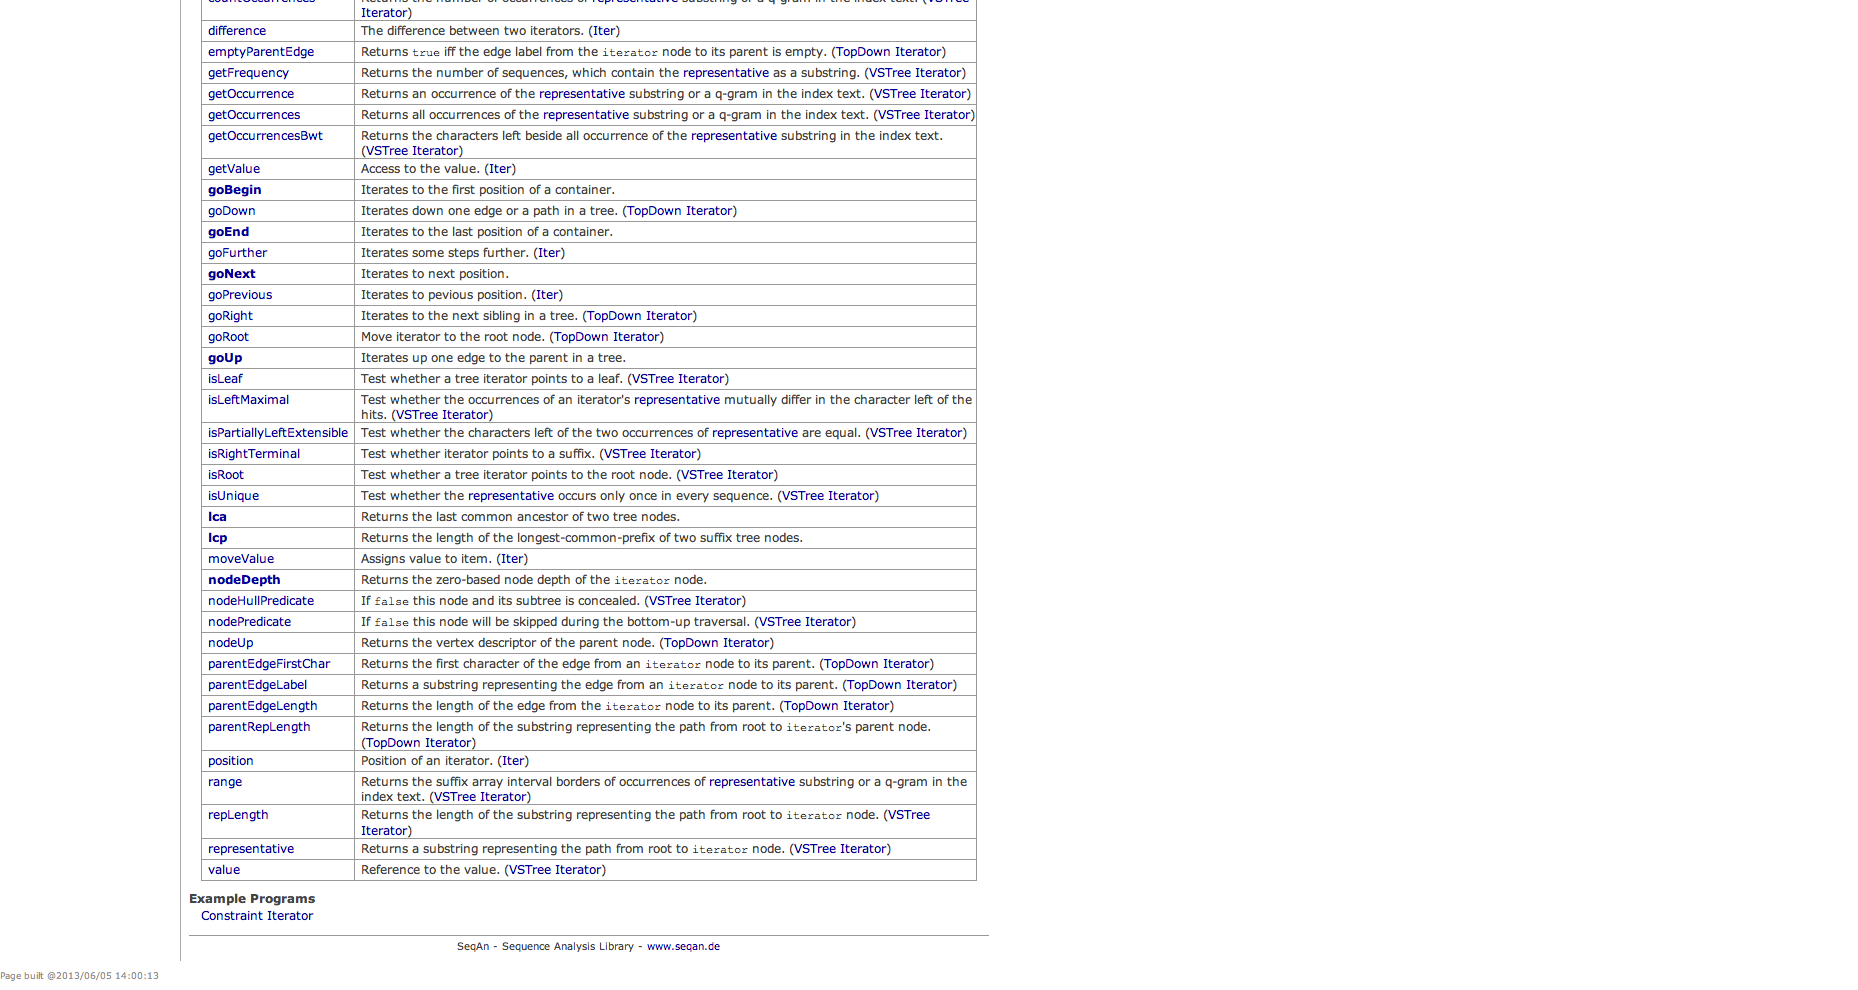 countOccurrences Returns the number of occurrences of representative substring or a q-gram in the index text. (VSTree
Iterator)
difference The difference between two iterators. (Iter)
emptyParentEdge Returns true iff the edge label from the iterator node to its parent is empty. (TopDown Iterator)
getFrequency Returns the number of sequences, which contain the representative as a substring. (VSTree Iterator)
getOccurrence Returns an occurrence of the representative substring or a q-gram in the index text. (VSTree Iterator)
getOccurrences Returns all occurrences of the representative substring or a q-gram in the index text. (VSTree Iterator)
getOccurrencesBwt Returns the characters left beside all occurrence of the representative substring in the index text.
(VSTree Iterator)
getValue Access to the value. (Iter)
goBegin Iterates to the first position of a container.
goDown Iterates down one edge or a path in a tree. (TopDown Iterator)
goEnd Iterates to the last position of a container.
goFurther Iterates some steps further. (Iter)
goNext Iterates to next position.
goPrevious Iterates to pevious position. (Iter)
goRight Iterates to the next sibling in a tree. (TopDown Iterator)
goRoot Move iterator to the root node. (TopDown Iterator)
goUp Iterates up one edge to the parent in a tree.
isLeaf Test whether a tree iterator points to a leaf. (VSTree Iterator)
isLeftMaximal Test whether the occurrences of an iterator's representative mutually differ in the character left of the
hits. (VSTree Iterator)
isPartiallyLeftExtensible Test whether the characters left of the two occurrences of representative are equal. (VSTree Iterator)
isRightTerminal Test whether iterator points to a suffix. (VSTree Iterator)
isRoot Test whether a tree iterator points to the root node. (VSTree Iterator)
isUnique Test whether the representative occurs only once in every sequence. (VSTree Iterator)
lca Returns the last common ancestor of two tree nodes.
lcp Returns the length of the longest-common-prefix of two suffix tree nodes.
moveValue Assigns value to item. (Iter)
nodeDepth Returns the zero-based node depth of the iterator node.
nodeHullPredicate If false this node and its subtree is concealed. (VSTree Iterator)
nodePredicate If false this node will be skipped during the bottom-up traversal. (VSTree Iterator)
nodeUp Returns the vertex descriptor of the parent node. (TopDown Iterator)
parentEdgeFirstChar Returns the first character of the edge from an iterator node to its parent. (TopDown Iterator)
parentEdgeLabel Returns a substring representing the edge from an iterator node to its parent. (TopDown Iterator)
parentEdgeLength Returns the length of the edge from the iterator node to its parent. (TopDown Iterator)
parentRepLength Returns the length of the substring representing the path from root to iterator's parent node.
(TopDown Iterator)
position Position of an iterator. (Iter)
range Returns the suffix array interval borders of occurrences of representative substring or a q-gram in the
index text. (VSTree Iterator)
repLength Returns the length of the substring representing the path from root to iterator node. (VSTree
Iterator)
representative Returns a substring representing the path from root to iterator node. (VSTree Iterator)
value Reference to the value. (VSTree Iterator)
Example Programs
Constraint Iterator
SeqAn - Sequence Analysis Library - www.seqan.de
Page built @2013/06/05 14:00:13